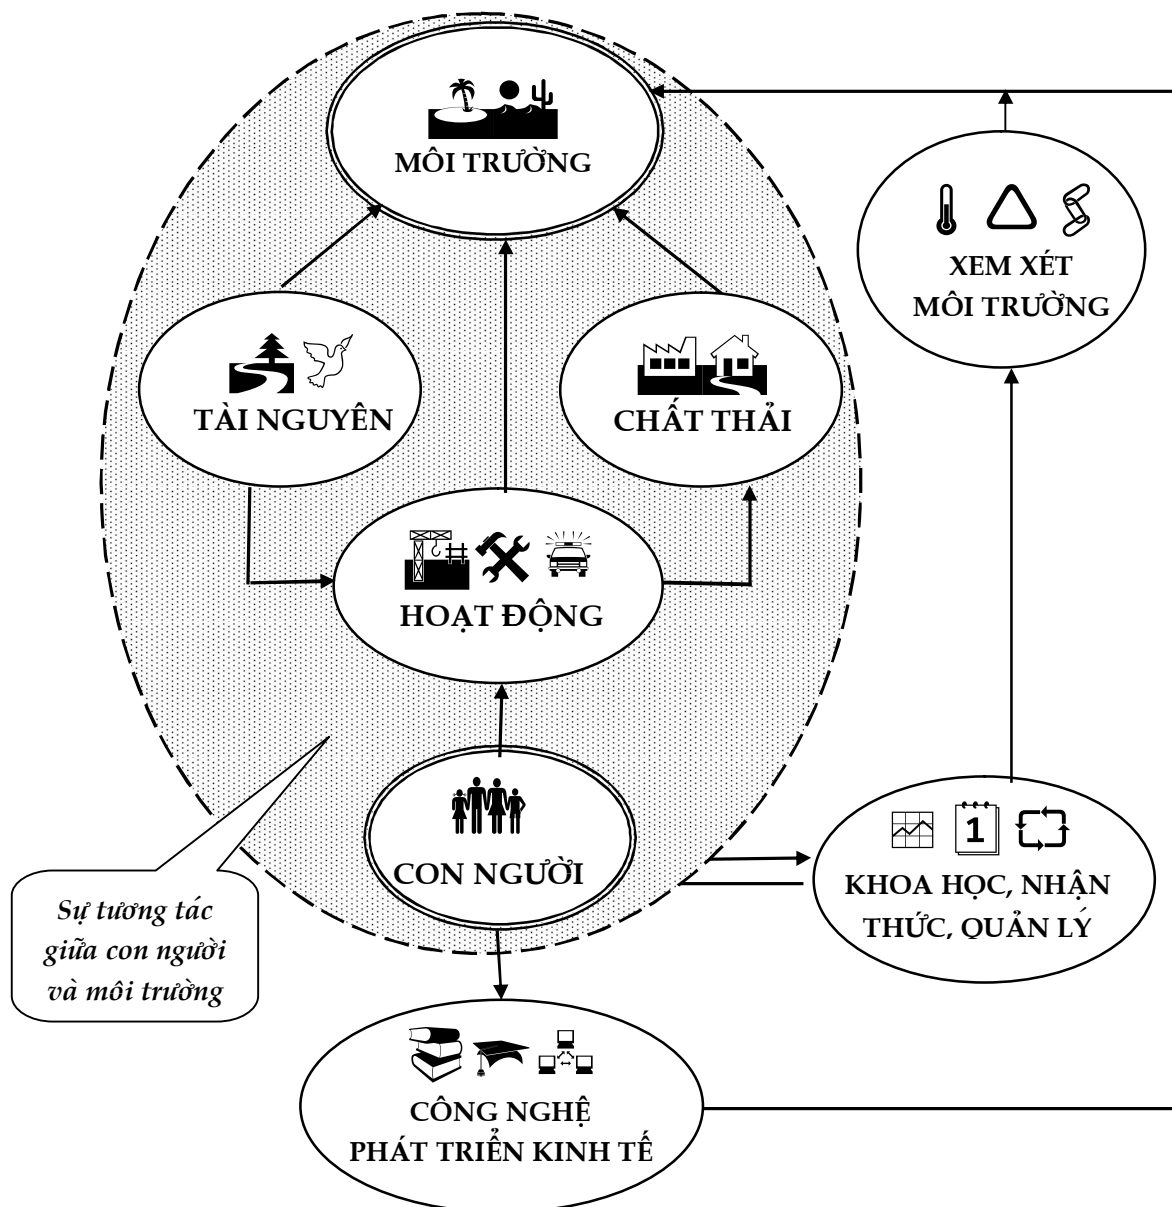 MÔI TRƯỜNG
XEM XÉT
MÔI TRƯỜNG
TÀI NGUYÊN
CHẤT THẢI
HOẠT ĐỘNG
CON NGƯỜI
1
KHOA HỌC, NHẬN
THỨC, QUẢN LÝ
Sự tương tác
giữa con người
và môi trường
CÔNG NGHỆ
PHÁT TRIỂN KINH TẾ